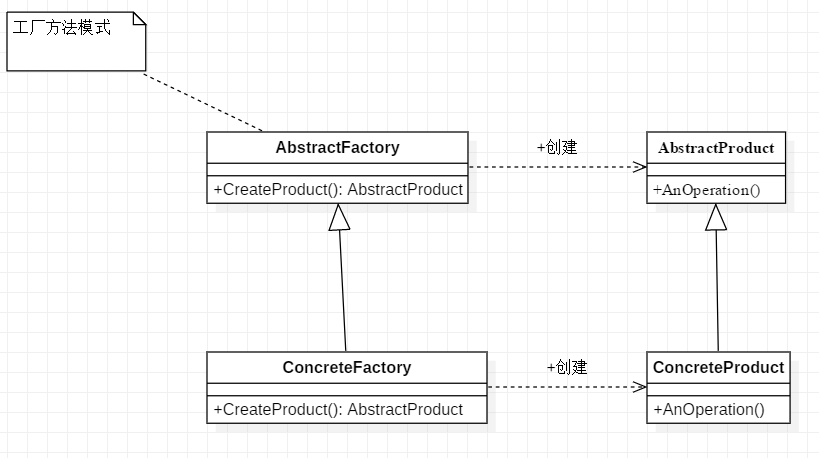 工厂方法模式
AbstractFactory
+CreateProduct(): AbstractProduct
+创建
AbstractProduct
+AnOperation()
ConcreteFactory
+CreateProduct(): AbstractProduct
+创建
ConcreteProduct
+AnOperation()